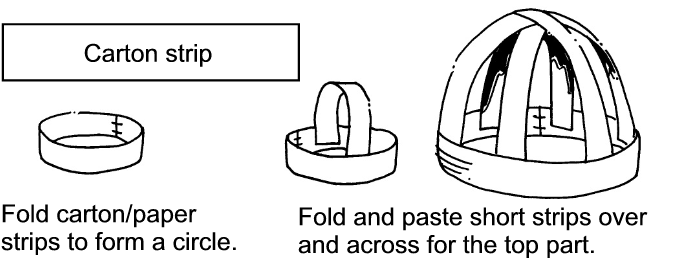 Carton strip
Fold carton/paper
strips to form a circle.
Fold and paste short strips over
and across for the top part.